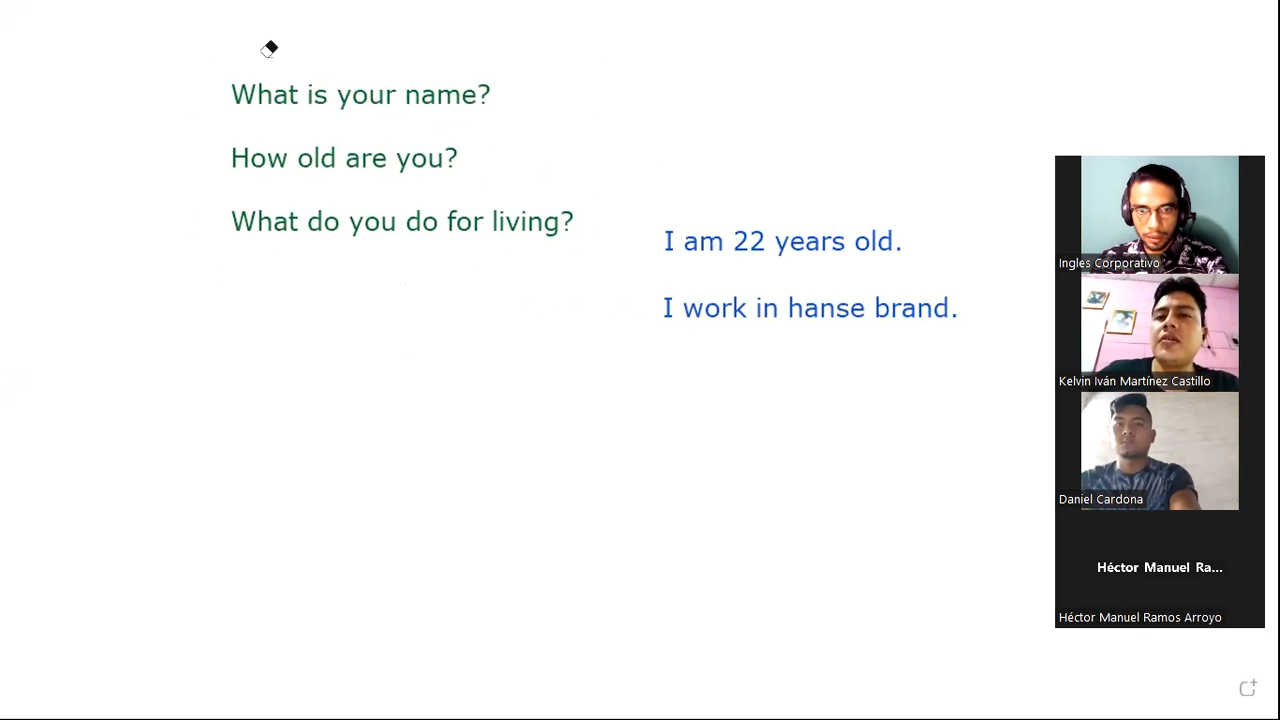 What is your name?
How old are you?
What do you do for living?
I am 22 years old.
I work in hanse brand.
Ingles Corporativo
Kelvin Iván Martínez Castillo
Daniel Cardona
Héctor Manuel Ra...
Héctor Manuel Ramos Arroyo